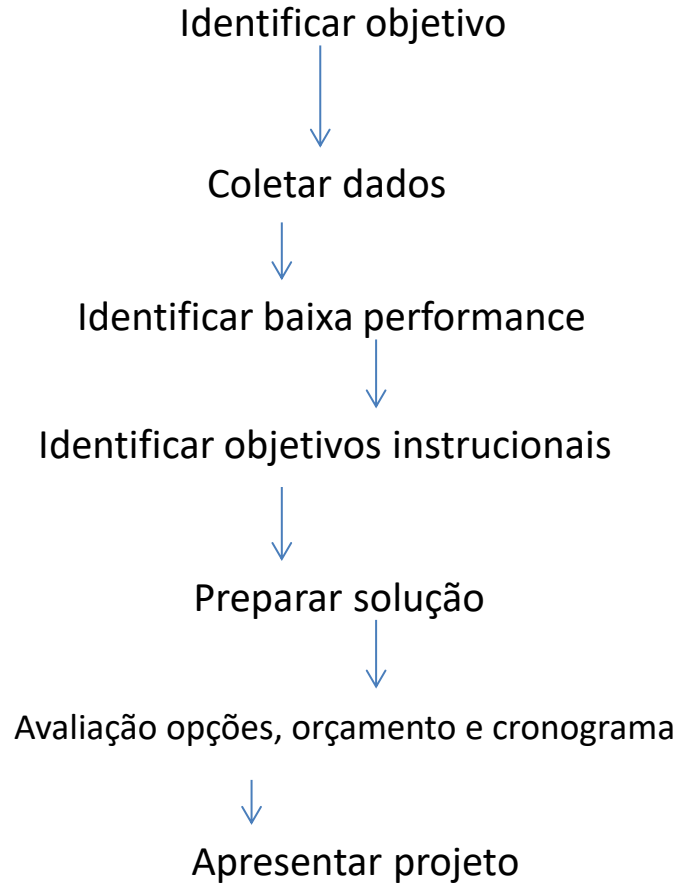 Identificar objetivo
Coletar dados
Identificar baixa performance
Identificar objetivos instrucionais
Preparar solução
Avaliação opções, orçamento e cronograma
Apresentar projeto